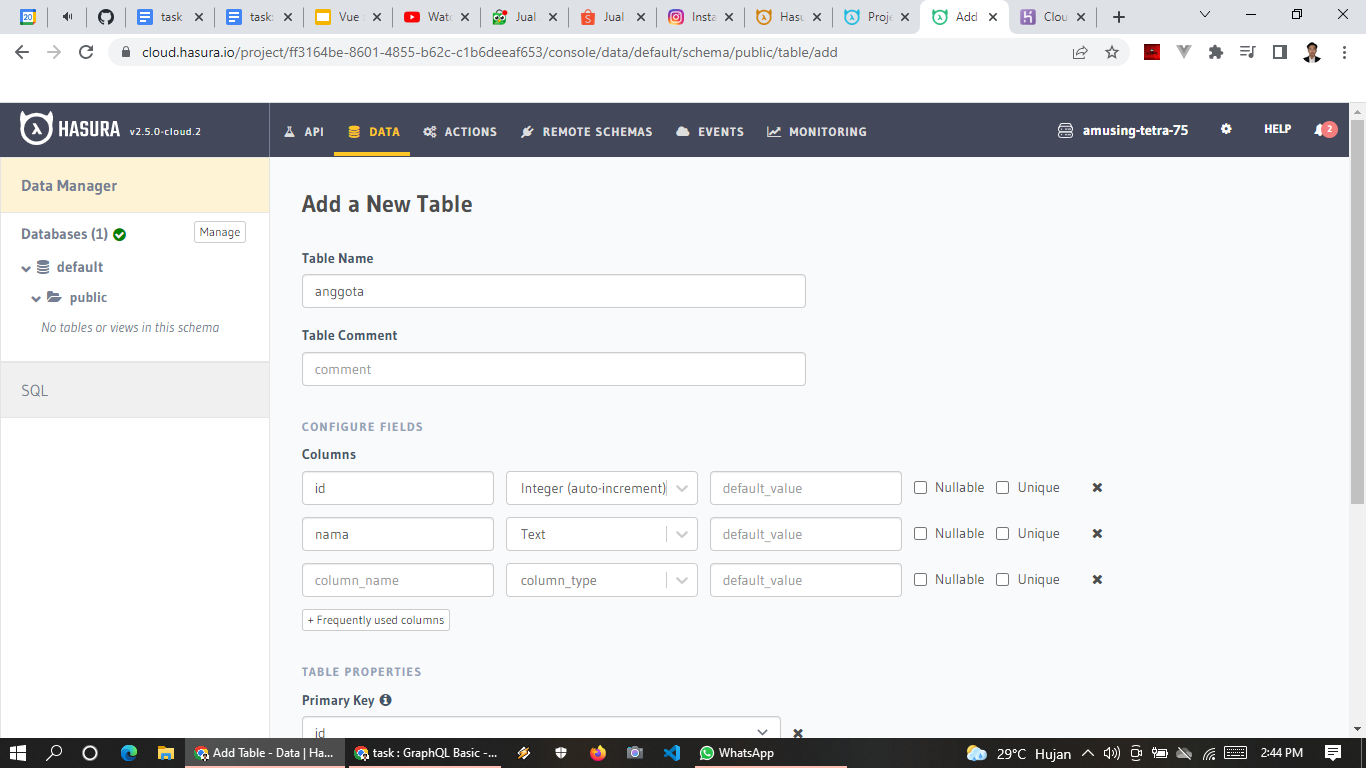 task
task:
Vue
Watc
Jual
Jual
Insta
Hasu
Proje
Add
Clou
cloud.hasura.io/project/ff3164be-8601-4855-b62c-c1b6deeaf653/console/data/default/schema/public/table/add
HASURA v2.5.0-cloud.2
API
DATA
ACTIONS
REMOTE SCHEMAS
EVENTS
MONITORING
amusing-tetra-75
HELP
2
Data Manager
Databases (1)
Manage
default
public
No tables or views in this schema
SQL
Add a New Table
Table Name
anggota
Table Comment
comment
CONFIGURE FIELDS
Columns
id Integer (auto-increment) default_value Nullable Unique
nama Text default_value Nullable Unique
column_name column_type default_value Nullable Unique
+ Frequently used columns
TABLE PROPERTIES
Primary Key
id
Add Table - Data | Ha...
task : GraphQL Basic -...
WhatsApp
29°C Hujan
2:44 PM